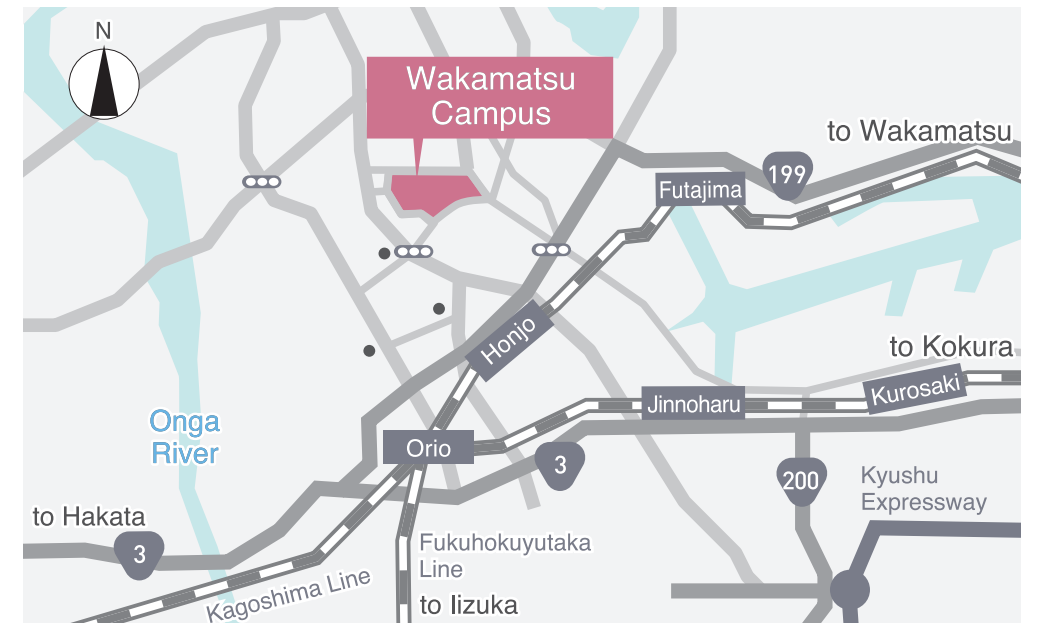 N
Wakamatsu
Campus
to Wakamatsu
199
Futajima
Honjo
to Kokura
Kurosaki
Jinnoharu
Onga
River
Orio
3
200
Kyushu
Expressway
to Hakata
3
Fukuhokuyutaka
Line
Kagoshima Line
to Iizuka